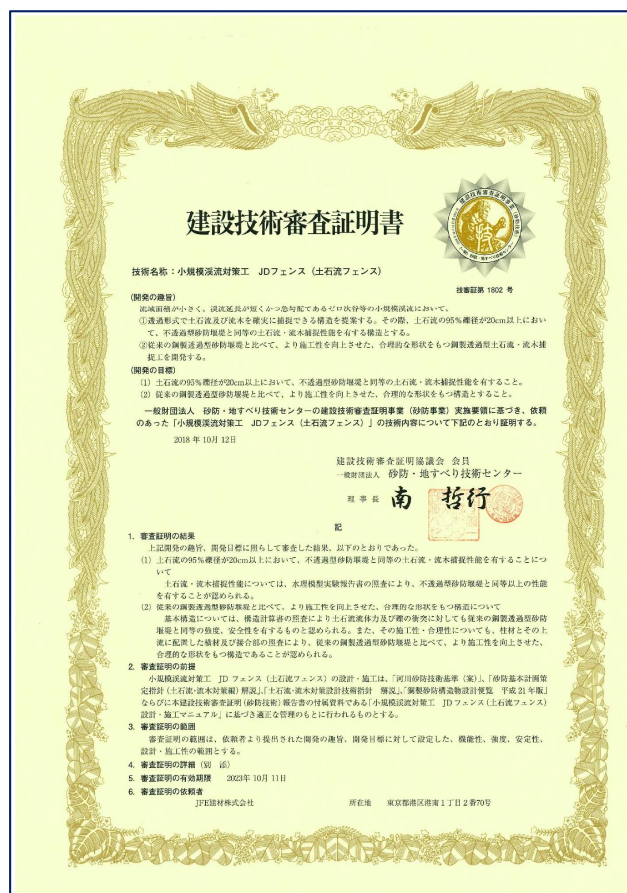 建設技術審査証明書
技術名称：小規模渓流対策工　JDフェンス（土石流フェンス）
技審証第 1802 号
（開発の趣旨）
流域面積が小さく、渓流延長が短くかつ急勾配であるゼロ次谷等の小規模渓流において、
①透過形式で土石流及び流木を確実に捕捉できる構造を提案する。その際、土石流の95%礫径が20cm以上におい
て、不透過型砂防堰堤と同等の土石流・流木捕捉性能を有する構造とする。
②従来の鋼製透過型砂防堰堤と比べて、より施工性を向上させた、合理的な形状をもつ鋼製透過型土石流・流木捕
捉工を開発する。
（開発の目標）
（1）土石流の95%礫径が20cm以上において、不透過型砂防堰堤と同等の土石流・流木捕捉性能を有すること。
（2）従来の鋼製透過型砂防堰堤と比べて、より施工性を向上させた、合理的な形状をもつ構造とすること。
一般財団法人　砂防・地すべり技術センターの建設技術審査証明事業（砂防事業）実施要領に基づき、依頼
のあった「小規模渓流対策工　JDフェンス（土石流フェンス）」の技術内容について下記のとおり証明する。
2018 年 10 月 12日
建設技術審査証明協議会 会員
一般財団法人　砂防・地すべり技術センター
理 事 長　南　哲行
記
1. 審査証明の結果
上記開発の趣旨、開発目標に照らして審査した結果、以下のとおりであった。
（1）土石流の95%礫径が20cm以上において、不透過型砂防堰堤と同等の土石流・流木捕捉性能を有することにつ
いて
土石流・流木捕捉性能については、水理模型実験報告書の照査により、不透過型砂防堰堤と同等以上の性能
を有することが認められる。
（2）従来の鋼製透過型砂防堰堤と比べて、より施工性を向上させた、合理的な形状をもつ構造について
基本構造については、構造計算書の照査により土石流流体力及び礫の衝突に対しても従来の鋼製透過型砂防
堰堤と同等の強度、安全性を有するものと認められる。また、その施工性・合理性についても、柱材とその上
流に配置した横材及び接合部の照査により、従来の鋼製透過型砂防堰堤と比べて、より施工性を向上させた、
合理的な形状をもつ構造であることが認められる。
2. 審査証明の前提
小規模渓流対策工　JD フェンス（土石流フェンス）の設計・施工は、「河川砂防技術基準（案）」、「砂防基本計画策
定指針（土石流・流木対策編）解説」、「土石流・流木対策設計技術指針　解説」、「鋼製砂防構造物設計便覧　平成21年版」
ならびに本建設技術審査証明（砂防技術）報告書の付属資料である「小規模渓流対策工　JDフェンス（土石流フェンス）
設計・施工マニュアル」に基づき適正な管理のもとに行われるものとする。
3. 審査証明の範囲
審査証明の範囲は、依頼者より提出された開発の趣旨、開発目標に対して設定した、機能性、強度、安定性、
設計・施工性の範囲とする。
4. 審査証明の詳細（別　添）
5. 審査証明の有効期限　2023年 10月 11日
6. 審査証明の依頼者
JFE建材株式会社　所在地　東京都港区港南１丁目２番70号